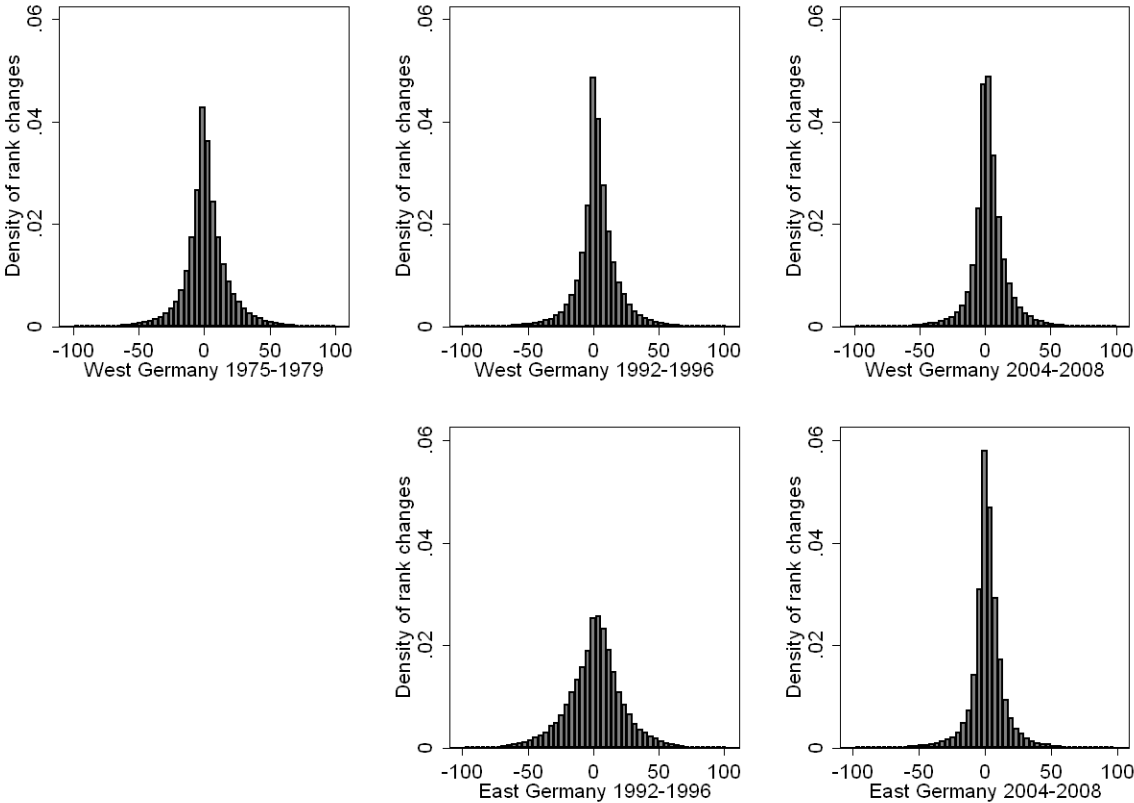 Density of rank changes
0 .02 .04 .06
-100 -50 0 50 100
West Germany 1975-1979
Density of rank changes
0 .02 .04 .06
-100 -50 0 50 100
West Germany 1992-1996
Density of rank changes
0 .02 .04 .06
-100 -50 0 50 100
West Germany 2004-2008
Density of rank changes
0 .02 .04 .06
-100 -50 0 50 100
East Germany 1992-1996
Density of rank changes
0 .02 .04 .06
-100 -50 0 50 100
East Germany 2004-2008